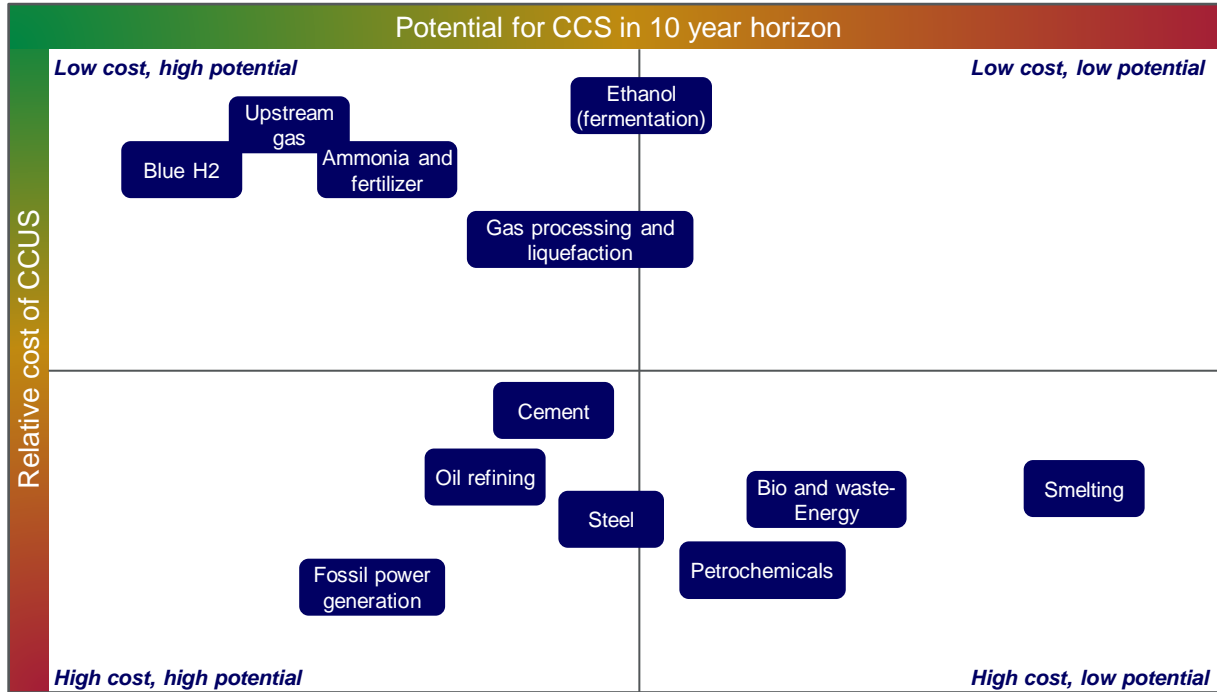 Potential for CCS in 10 year horizon
Relative cost of CCUS
Low cost, high potential
Low cost, low potential
Ethanol
(fermentation)
Upstream
gas
Blue H2
Ammonia and
fertilizer
Gas processing and
liquefaction
Cement
Oil refining
Steel
Bio and waste-
Energy
Smelting
Petrochemicals
Fossil power
generation
High cost, high potential
High cost, low potential